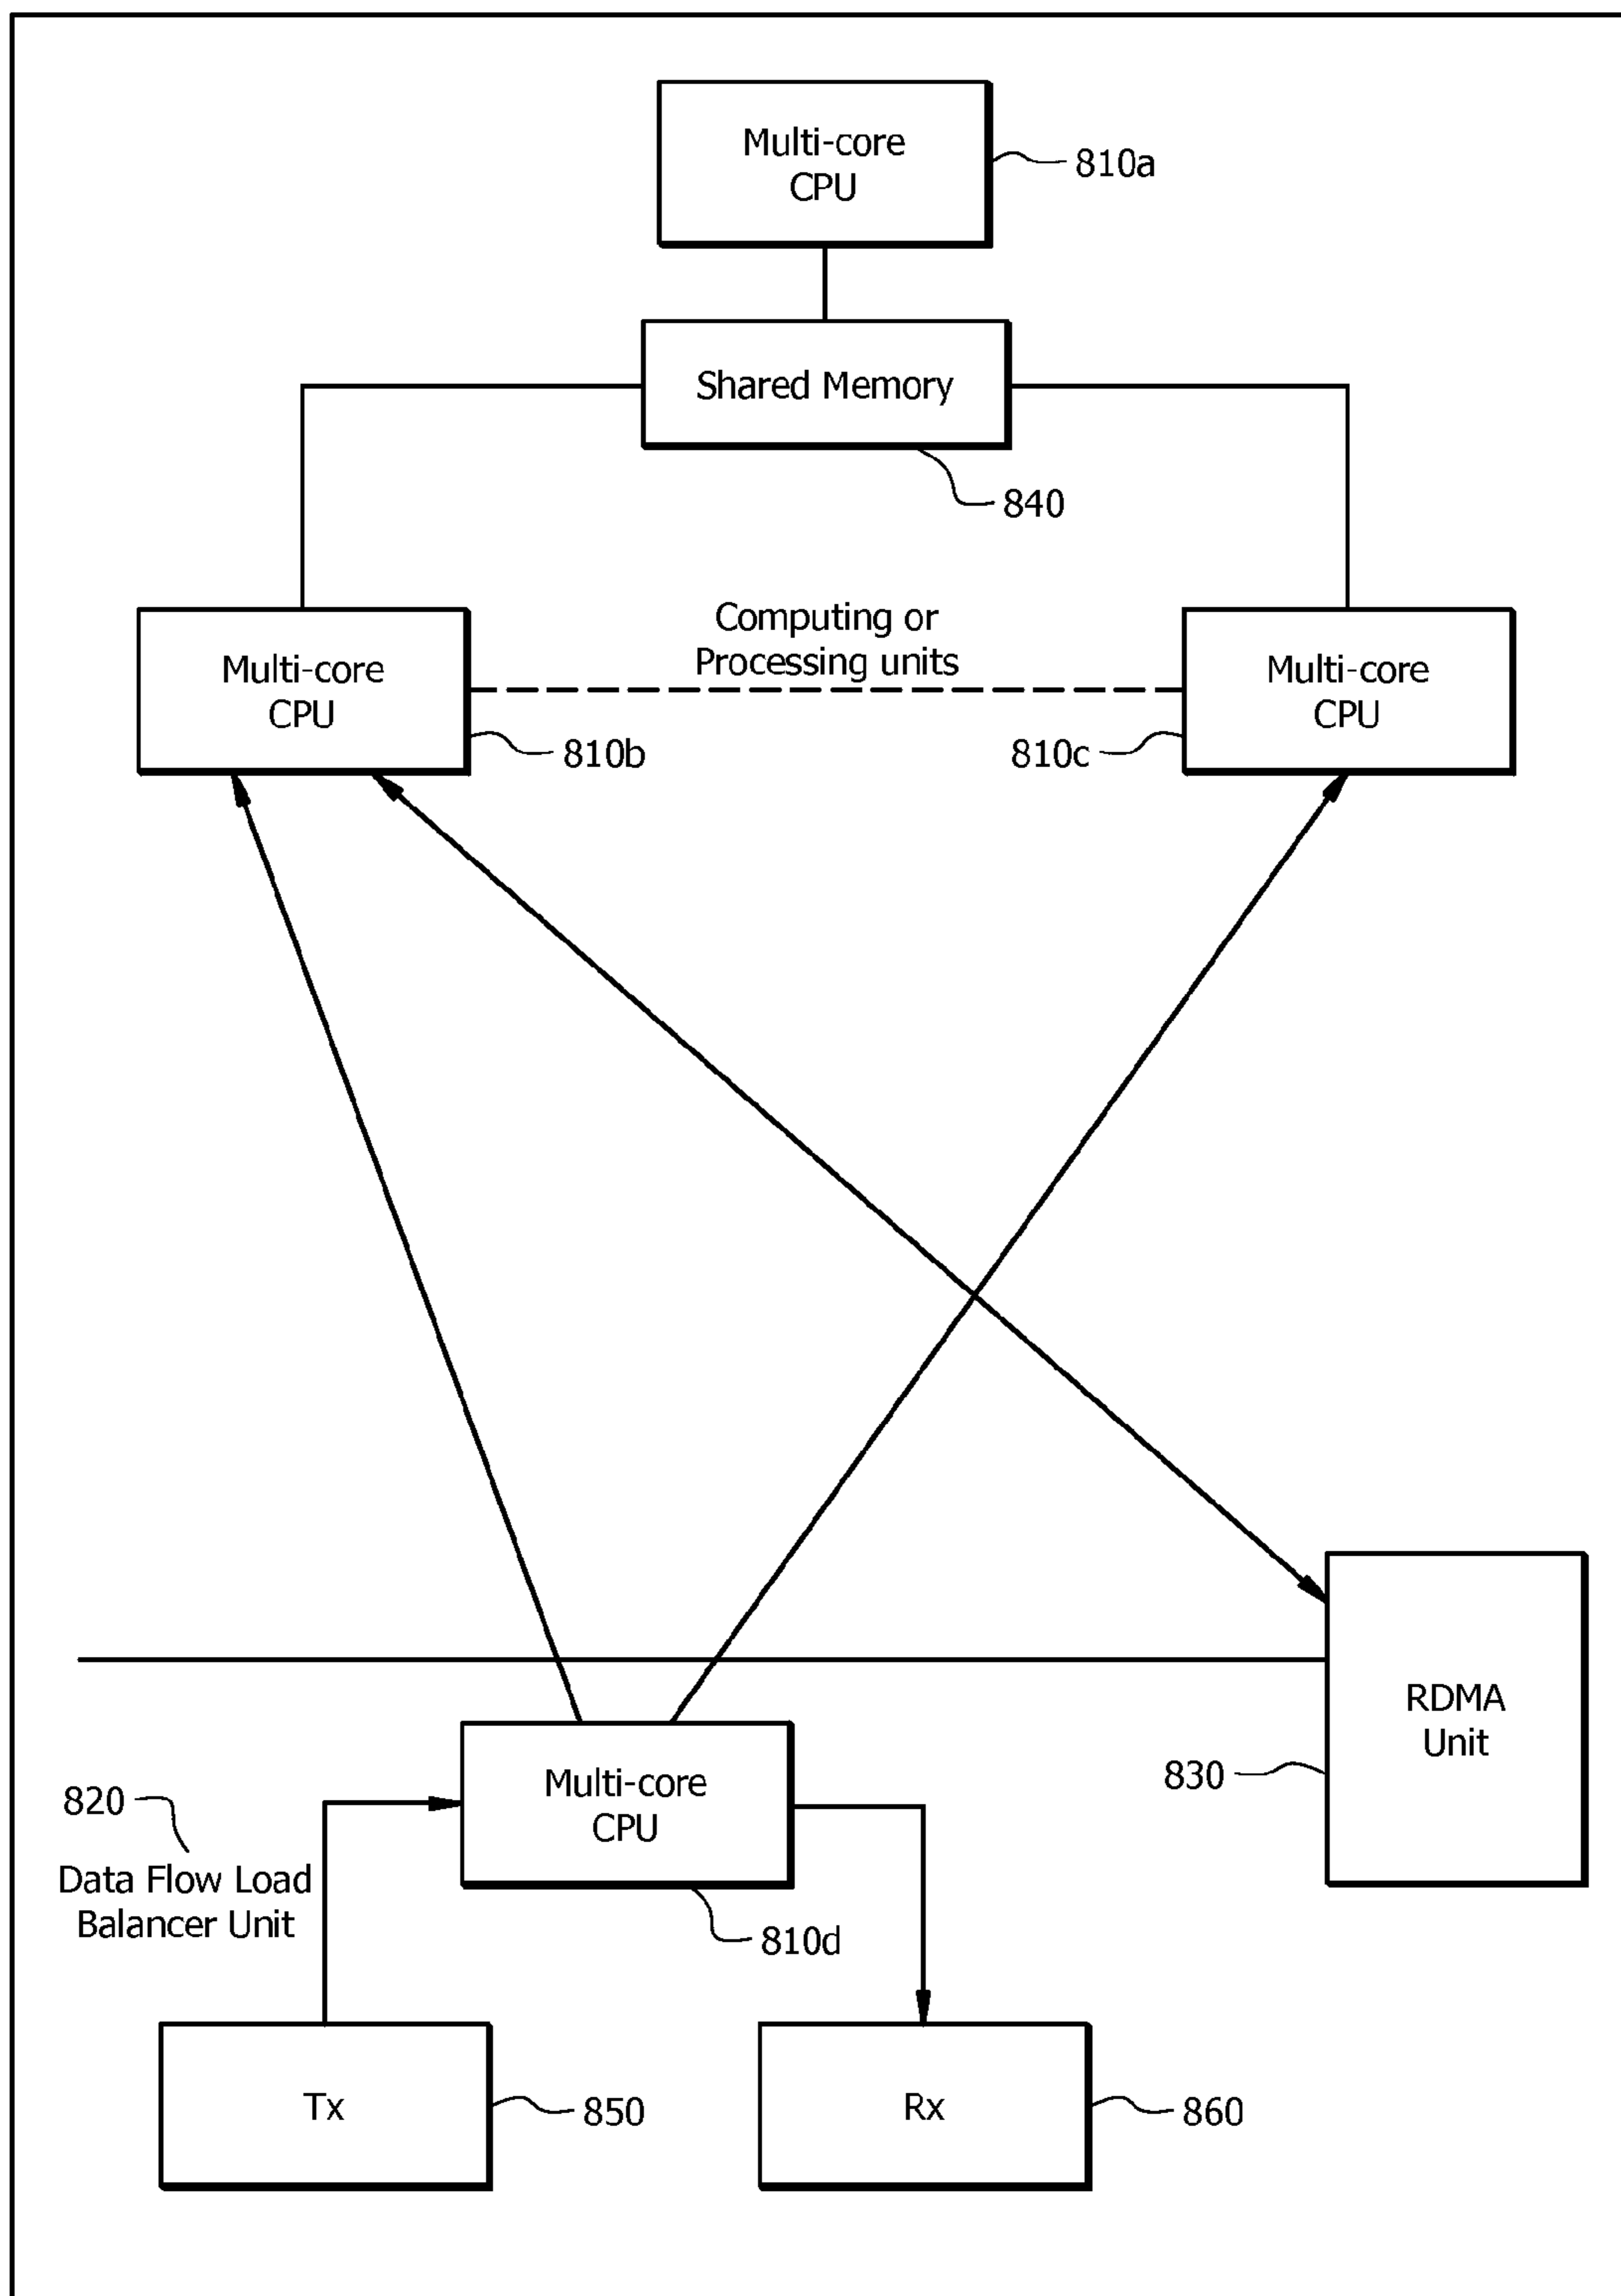 Multi-core
CPU
810a
Shared Memory
840
Computing or
Processing units
Multi-core
CPU
810b
Multi-core
CPU
810c
RDMA
Unit
830
820
Data Flow Load
Balancer Unit
Multi-core
CPU
810d
Tx
850
Rx
860